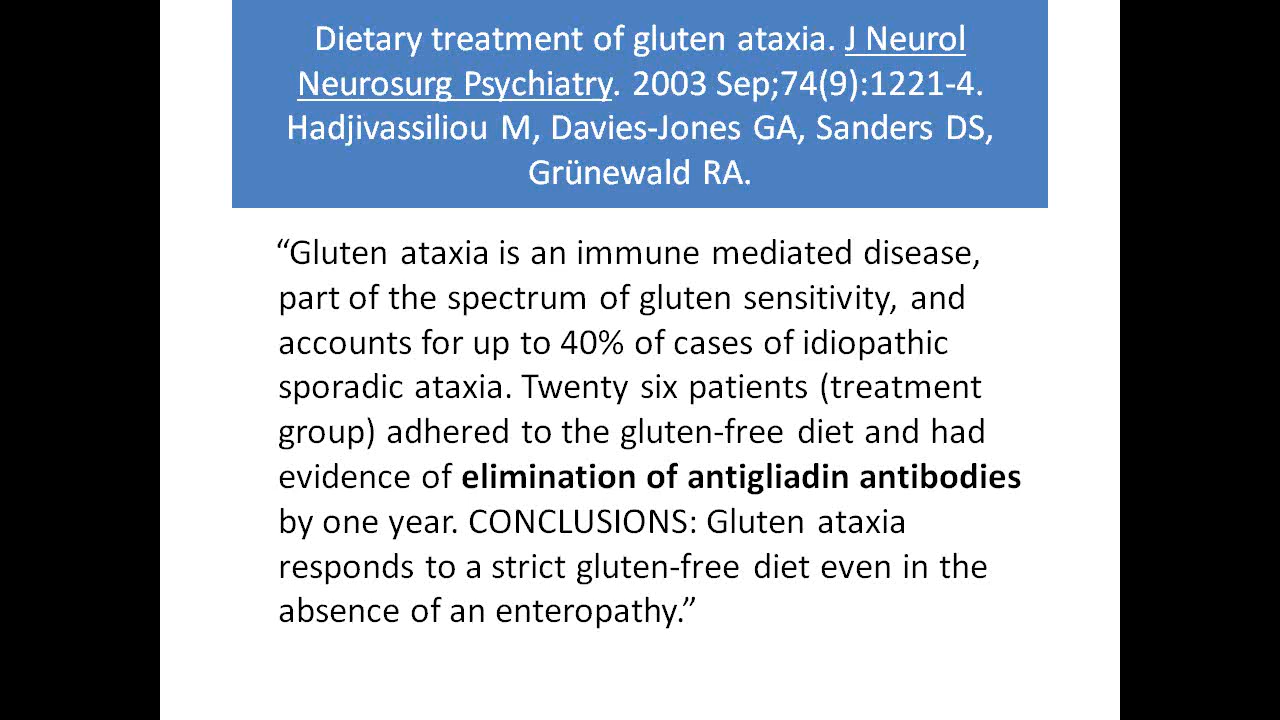 Dietary treatment of gluten ataxia. J Neurol
Neurosurg Psychiatry. 2003 Sep;74(9):1221-4.
Hadjivassiliou M, Davies-Jones GA, Sanders DS,
Grünewald RA.
“Gluten ataxia is an immune mediated disease,
part of the spectrum of gluten sensitivity, and
accounts for up to 40% of cases of idiopathic
sporadic ataxia. Twenty six patients (treatment
group) adhered to the gluten-free diet and had
evidence of elimination of antigliadin antibodies
by one year. CONCLUSIONS: Gluten ataxia
responds to a strict gluten-free diet even in the
absence of an enteropathy.”